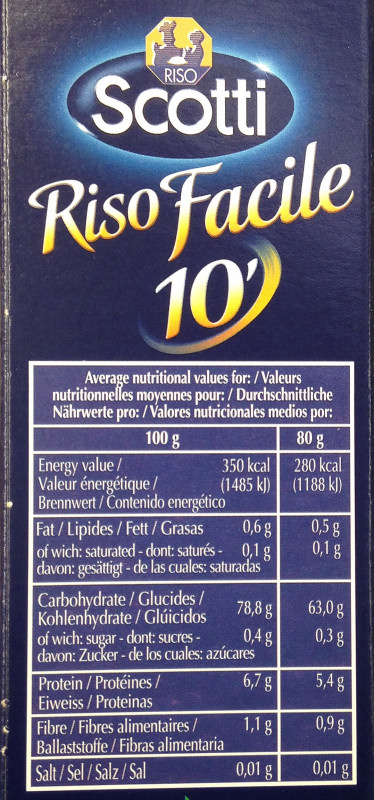 RISO
Scotti
Riso Facile
10'
Average nutritional values for: / Valeurs
nutritionnelles moyennes pour: / Durchschnittliche
Nährwerte pro: / Valores nutricionales medios por:
100 g 80 g
Energy value / 350 kcal 280 kcal
Valeur énergétique / (1485 kJ) (1188 kJ)
Brennwert / Contenido energético
Fat / Lipides / Fett / Grasas 0,6 g 0,5 g
of wich: saturated - dont: saturés - 0,1 g 0,1 g
davon: gesättigt - de las cuales: saturadas
Carbohydrate / Glucides /
Kohlenhydrate / Glúicidos 78,8 g 63,0 g
of wich: sugar - dont: sucres - 0,4 g 0,3 g
davon: Zucker - de los cuales: azúcares
Protein / Protéines / 6,7 g 5,4 g
Eiweiss / Proteinas
Fibre / Fibres alimentaires / 1,1 g 0,9 g
Ballaststoffe / Fibras alimentaria
Salt / Sel / Salz / Sal 0,01 g 0,01 g